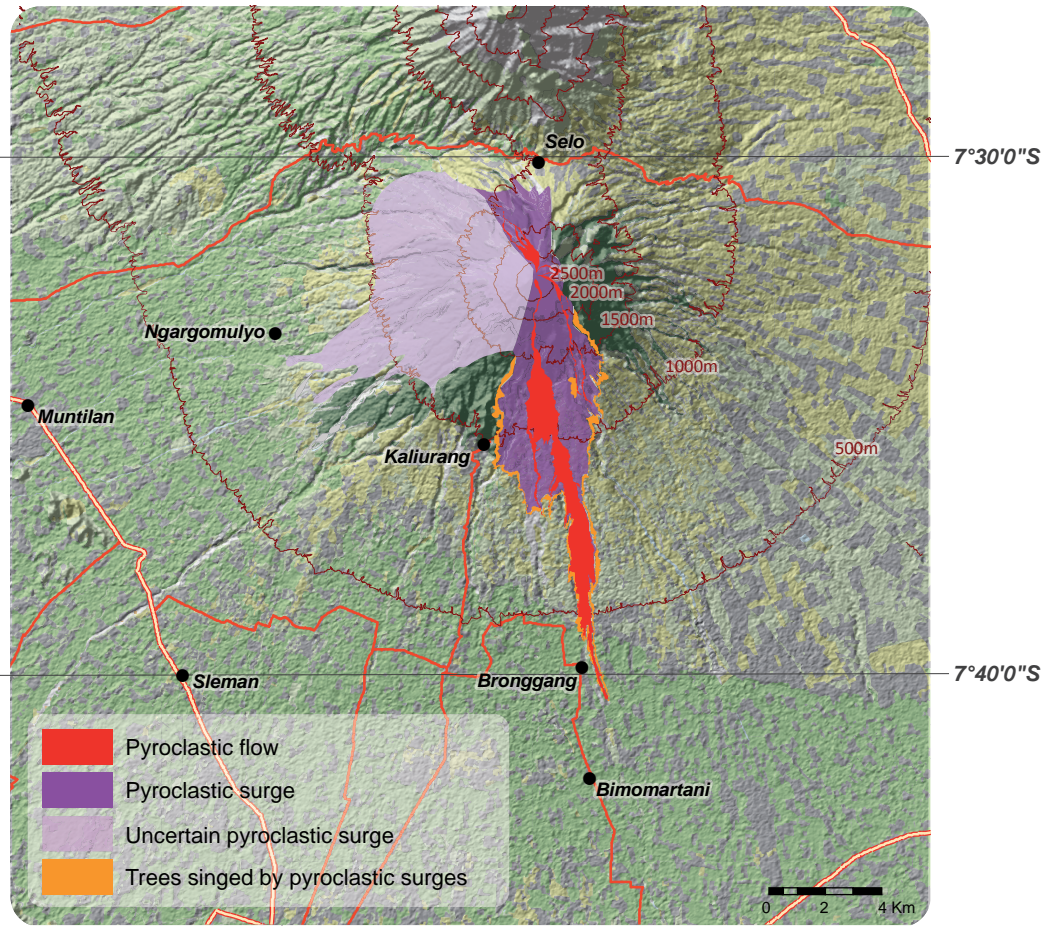 Selo
7°30'0"S
2500m
2000m
1500m
Ngargomulyo
1000m
Muntilan
500m
Kaliurang
7°40'0"S
Bronggang
Sleman
Pyroclastic flow
Bimomartani
Pyroclastic surge
Uncertain pyroclastic surge
Trees singed by pyroclastic surges
0 2 4 Km